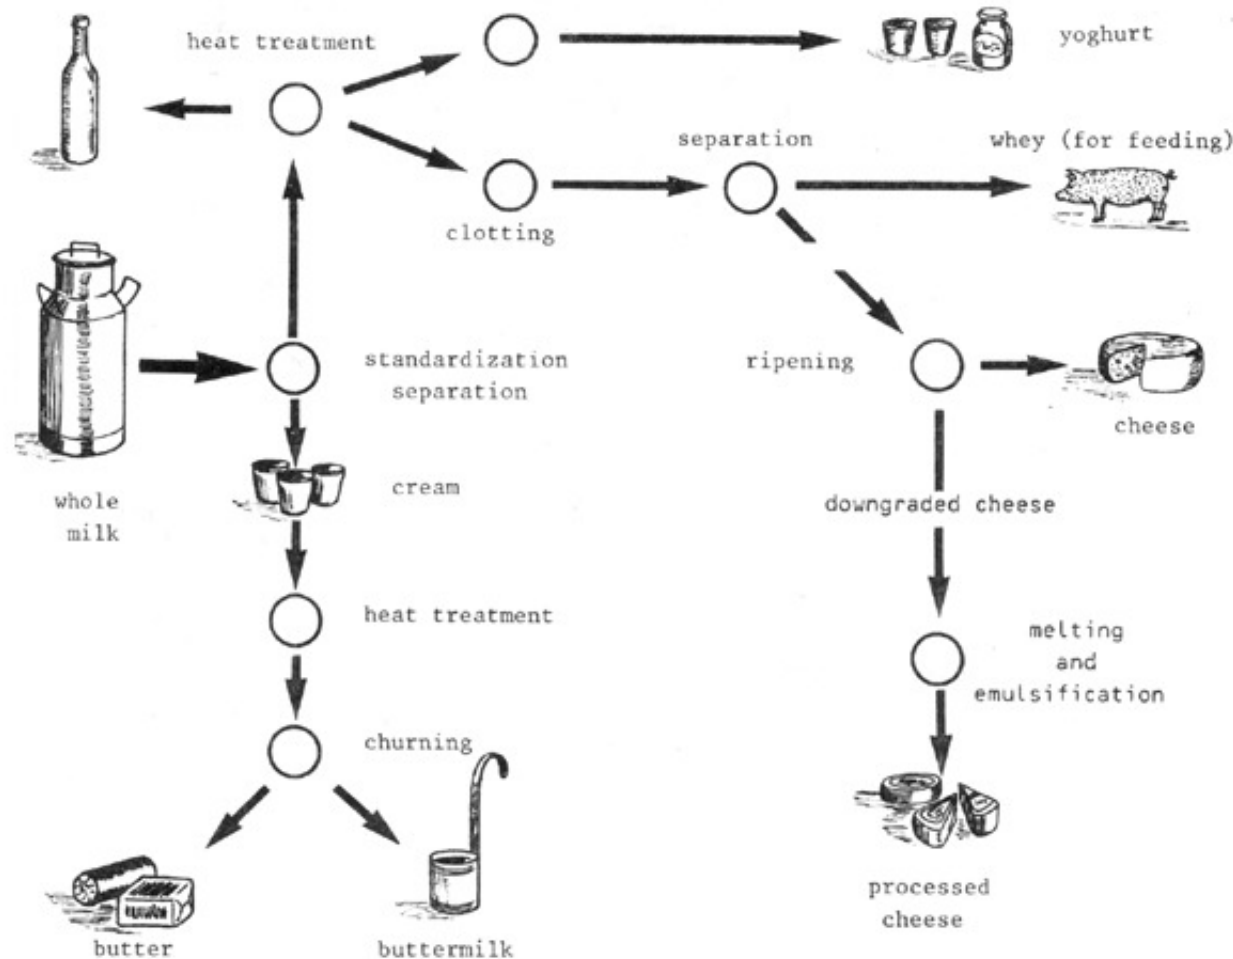 heat treatment
yoghurt
separation
whey (for feeding)
clotting
standardization
separation
ripening
cheese
whole
milk
cream
downgraded cheese
heat treatment
melting
and
emulsification
churning
processed
cheese
butter
buttermilk